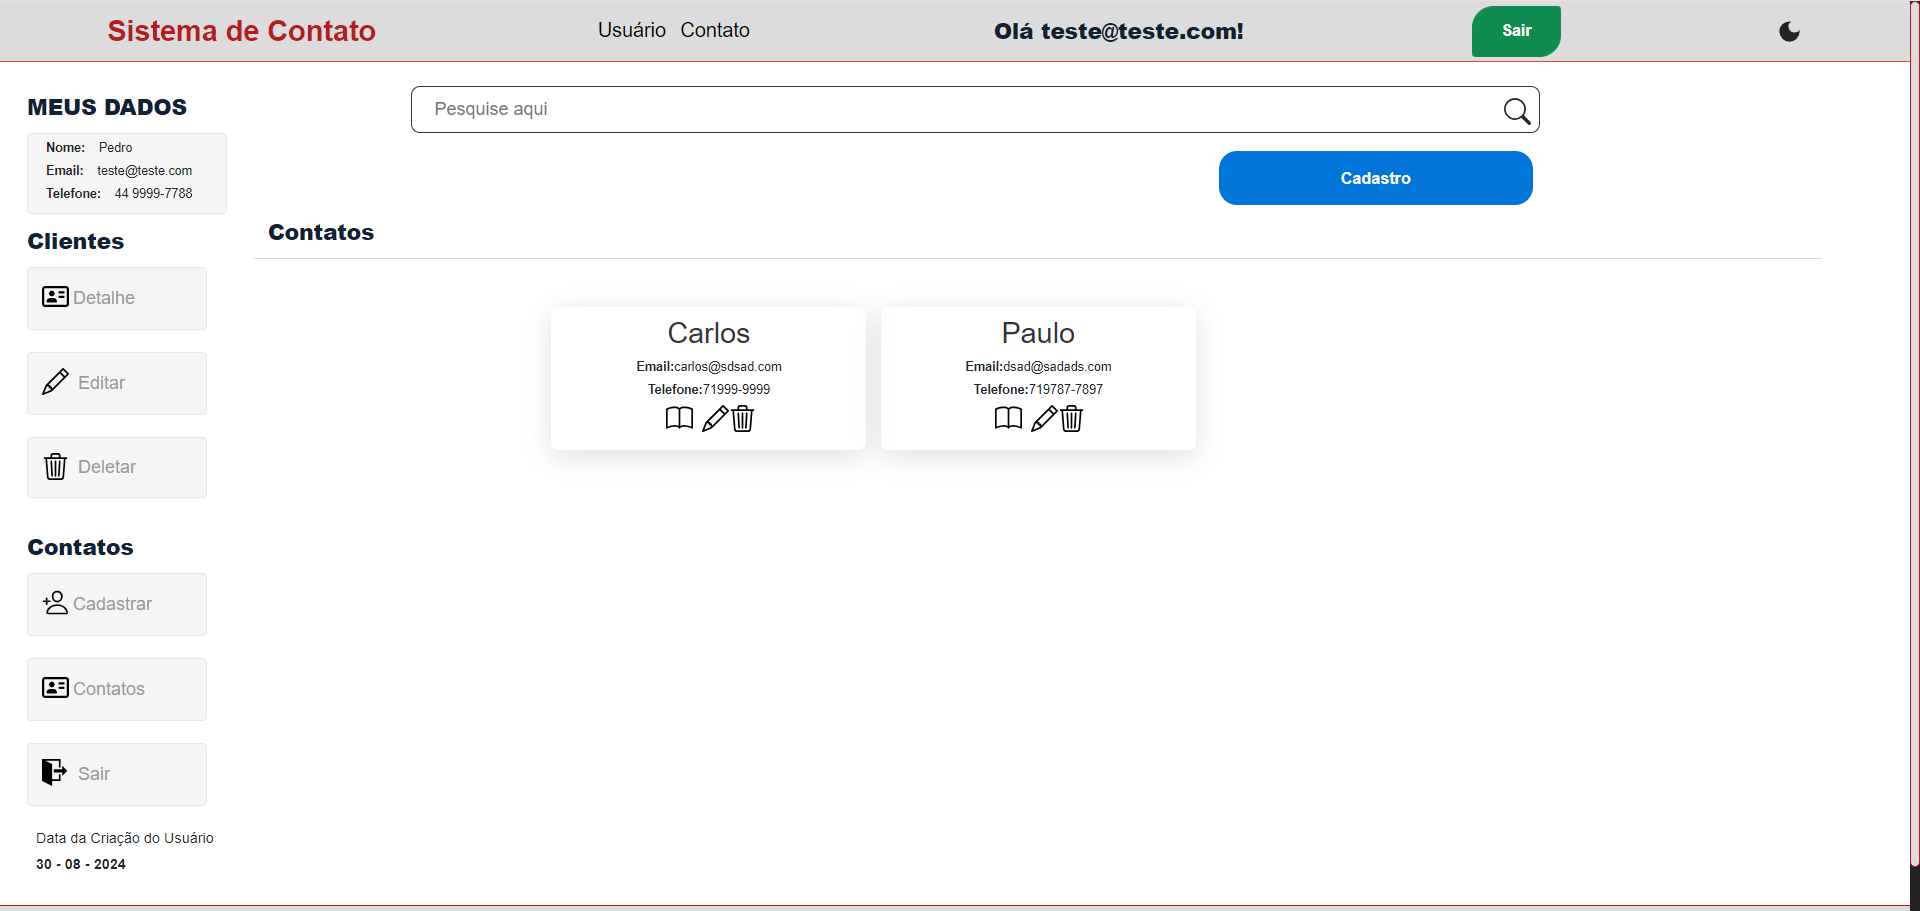 Sistema de Contato
Usuário Contato
Olá teste@teste.com!
Sair
MEUS DADOS
Nome: Pedro
Email: teste@teste.com
Telefone: 44 9999-7788
Clientes
Detalhe
Editar
Deletar
Contatos
Cadastrar
Contatos
Sair
Data da Criação do Usuário
30 - 08 - 2024
Pesquise aqui
Cadastro
Contatos
Carlos
Email:carlos@sdsad.com
Telefone:71999-9999
Paulo
Email:dsad@sadads.com
Telefone:719787-7897